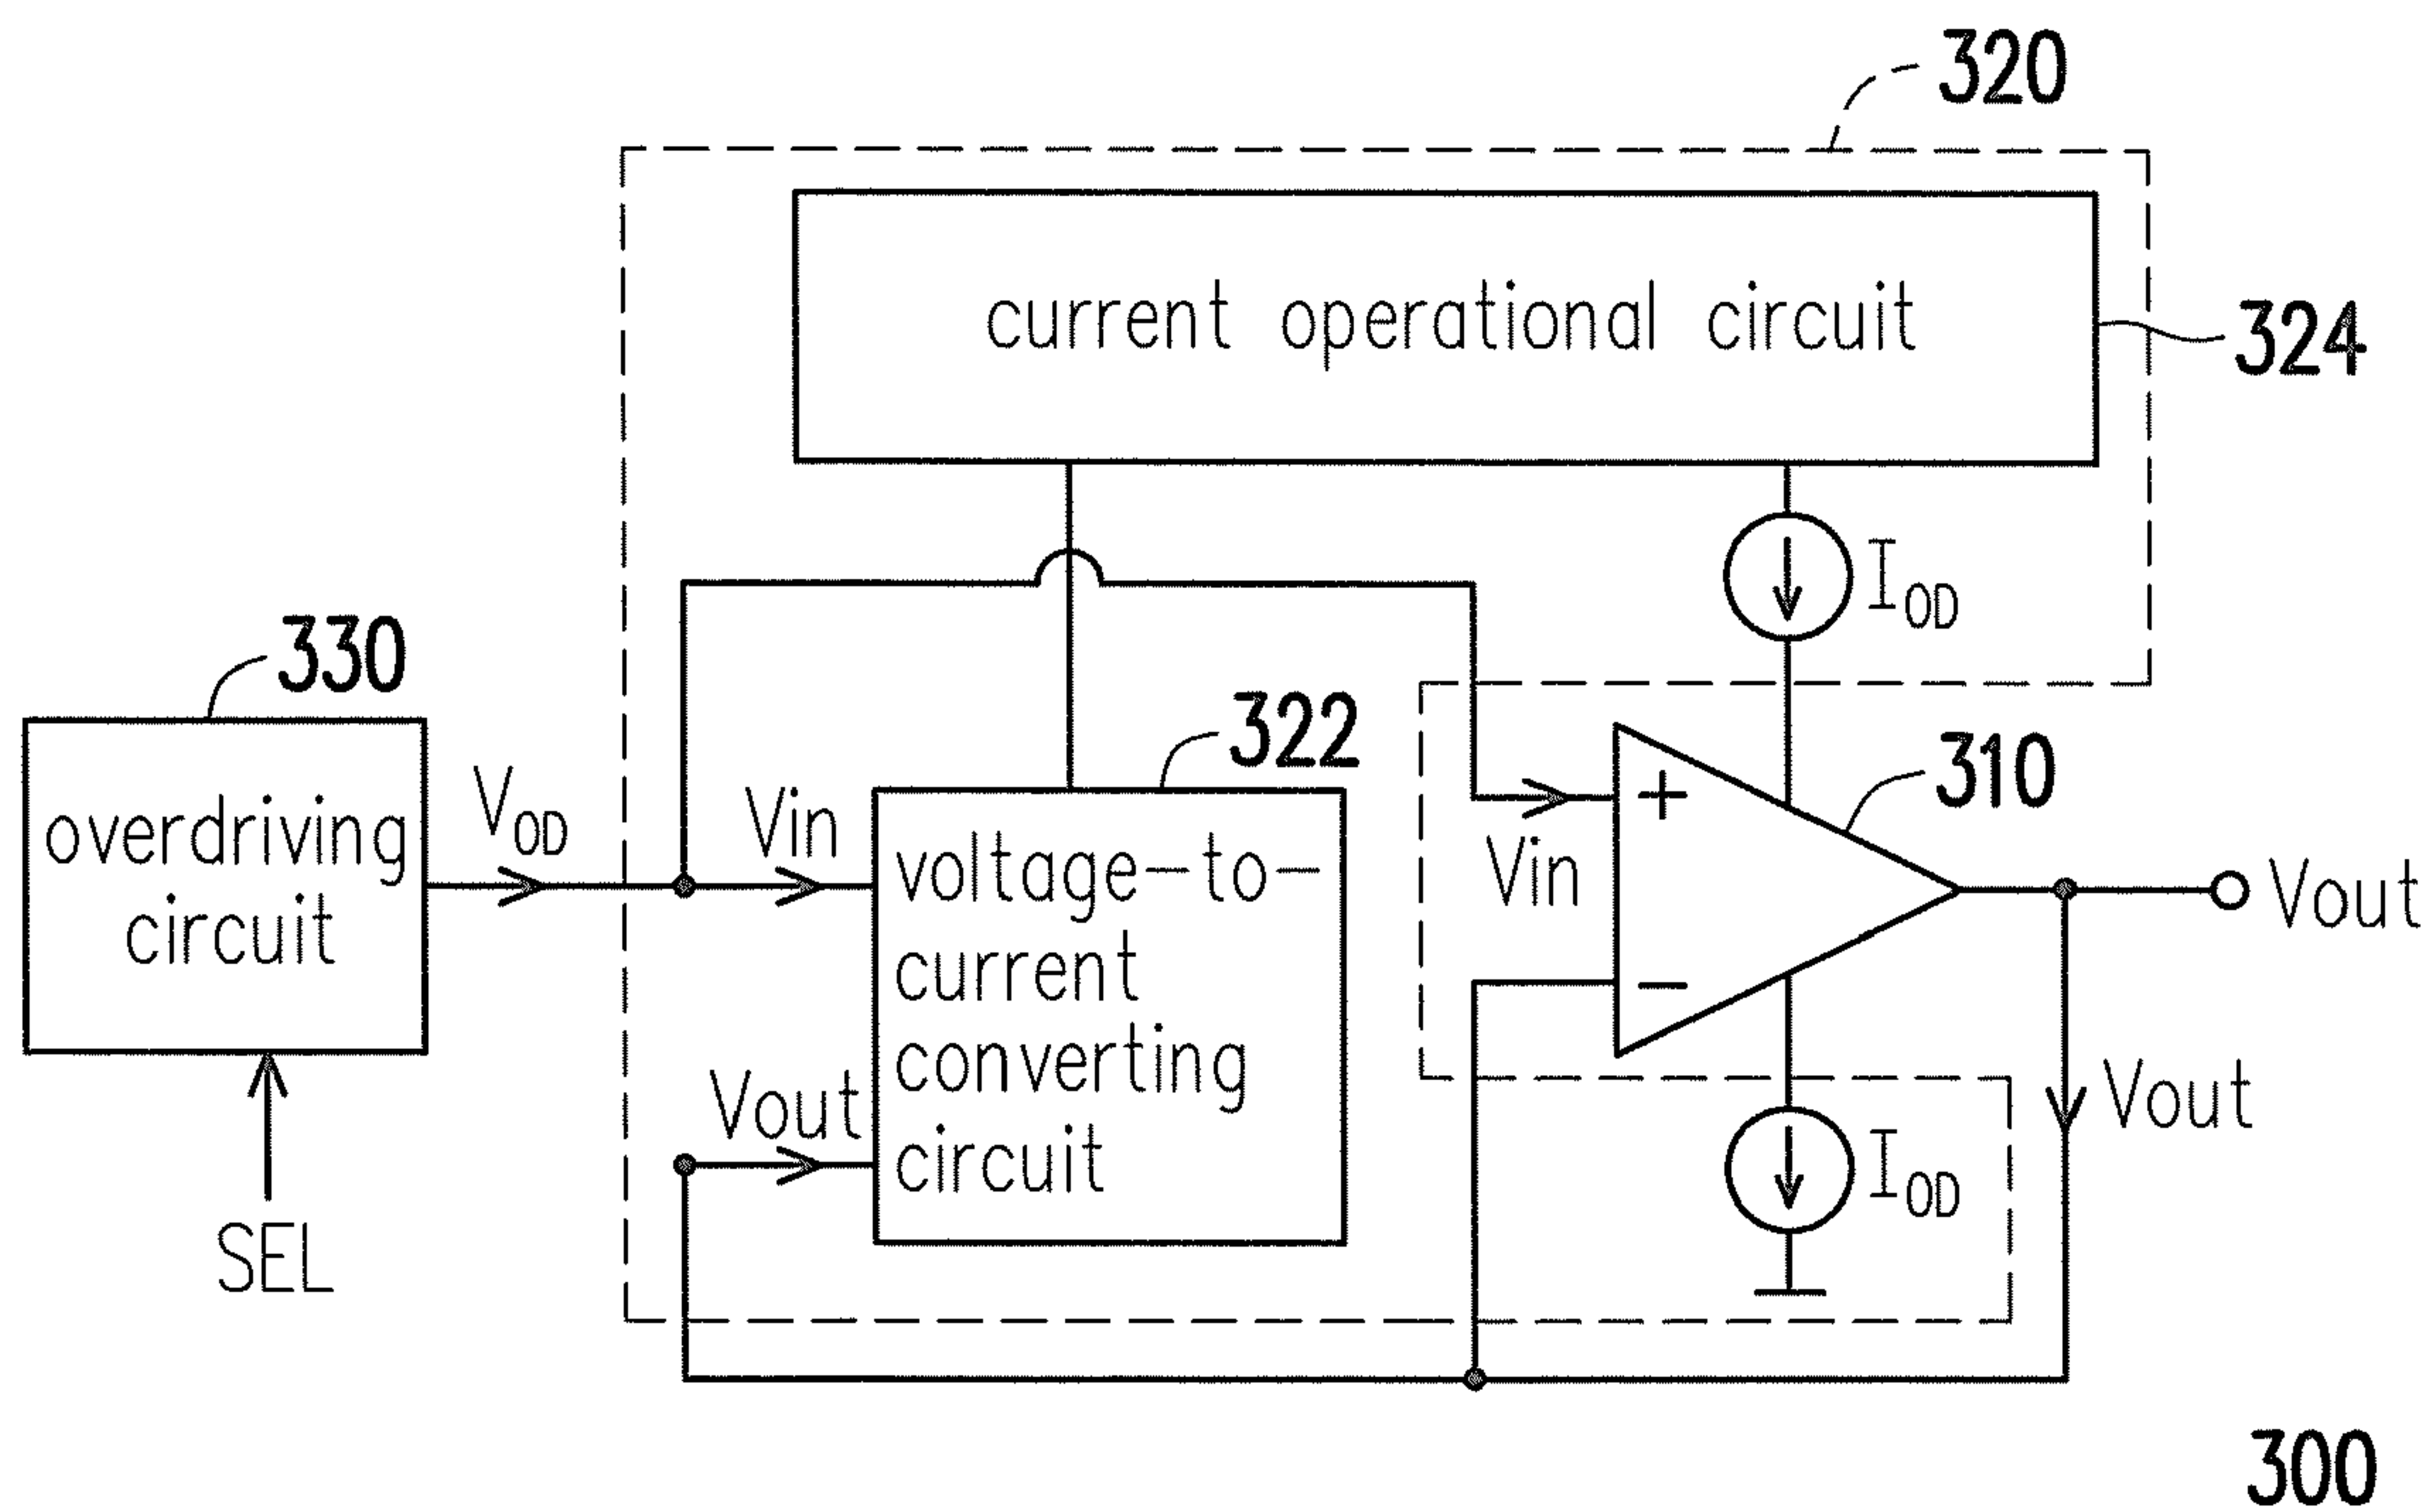 320
current operational circuit
324
I_OD
330
322
310
overdriving
circuit
V_OD
Vin
voltage-to-
current
converting
circuit
+
Vin
−
Vout
Vout
Vout
I_OD
SEL
300